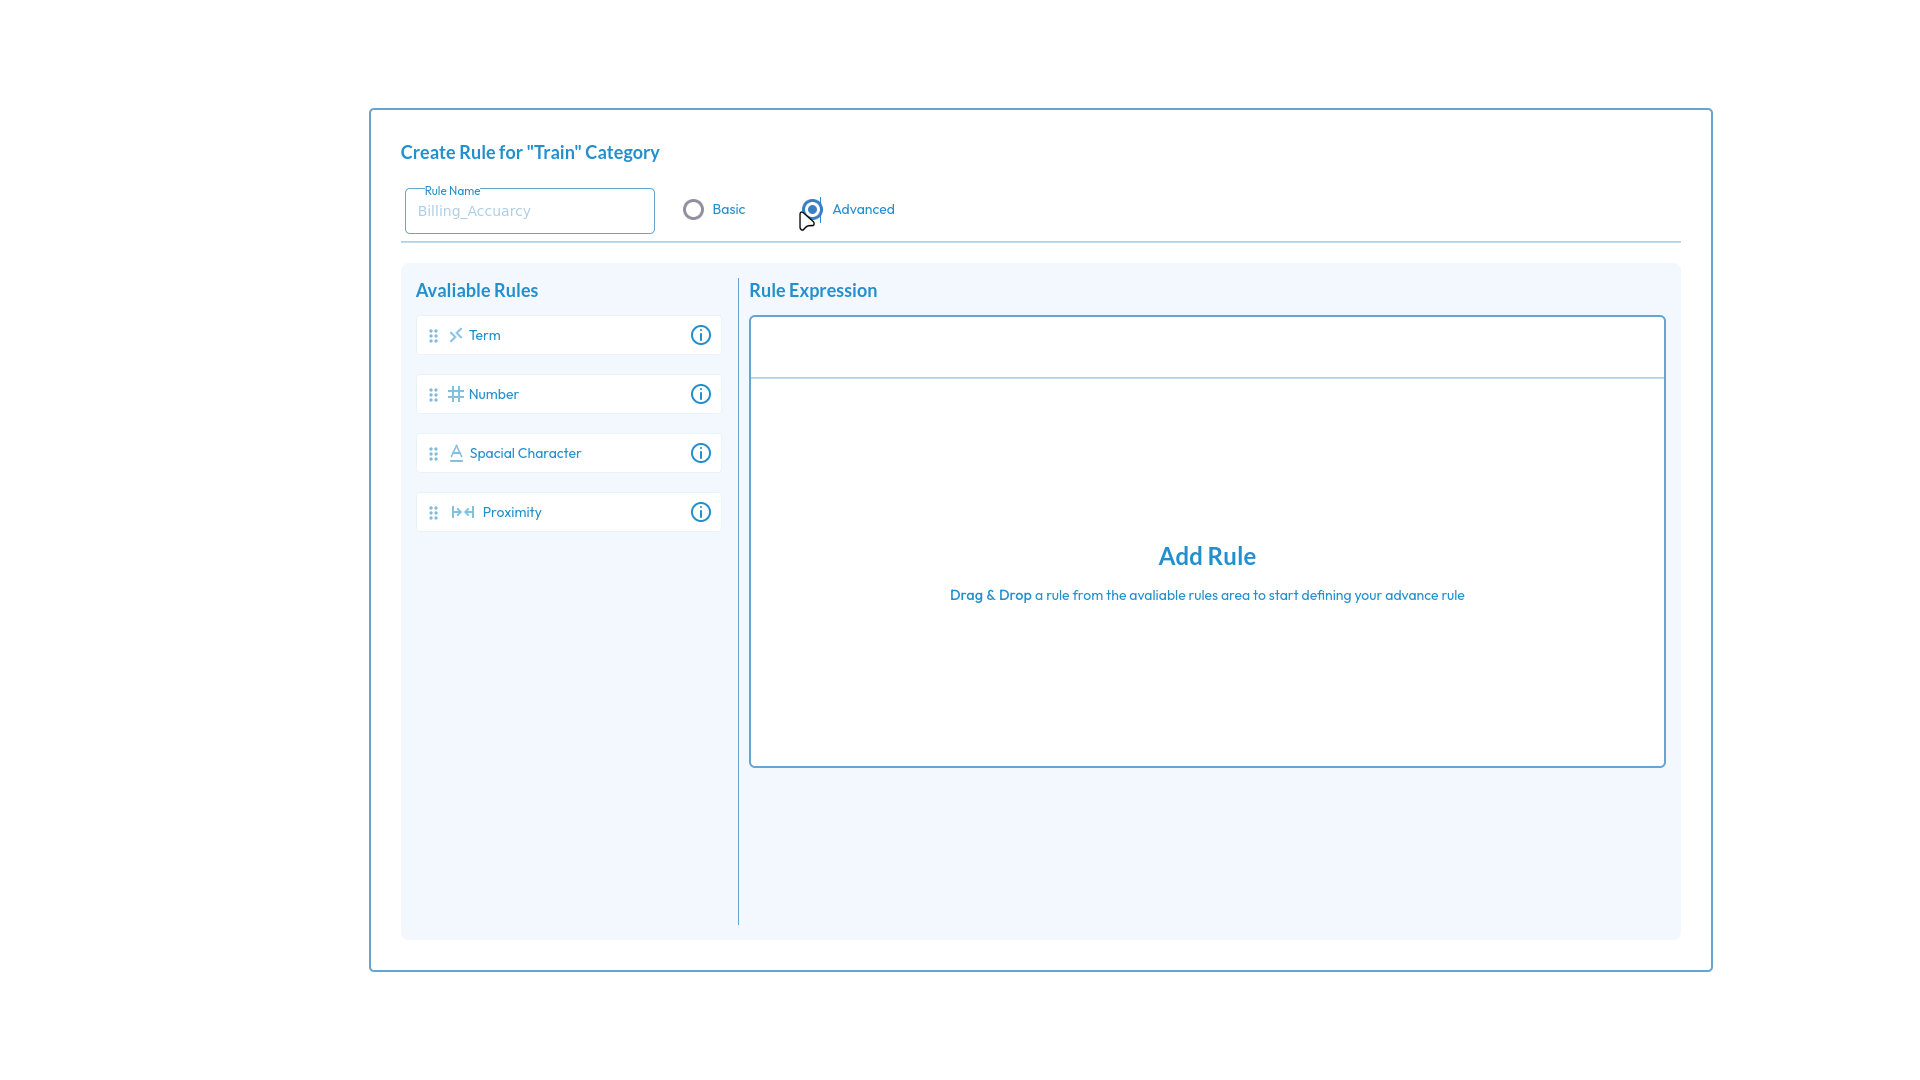 Create Rule for "Train" Category
Rule Name
Billing_Accuarcy
Basic
Advanced
Avaliable Rules
Term
Number
Spacial Character
Proximity
Rule Expression
Add Rule
Drag & Drop a rule from the avaliable rules area to start defining your advance rule